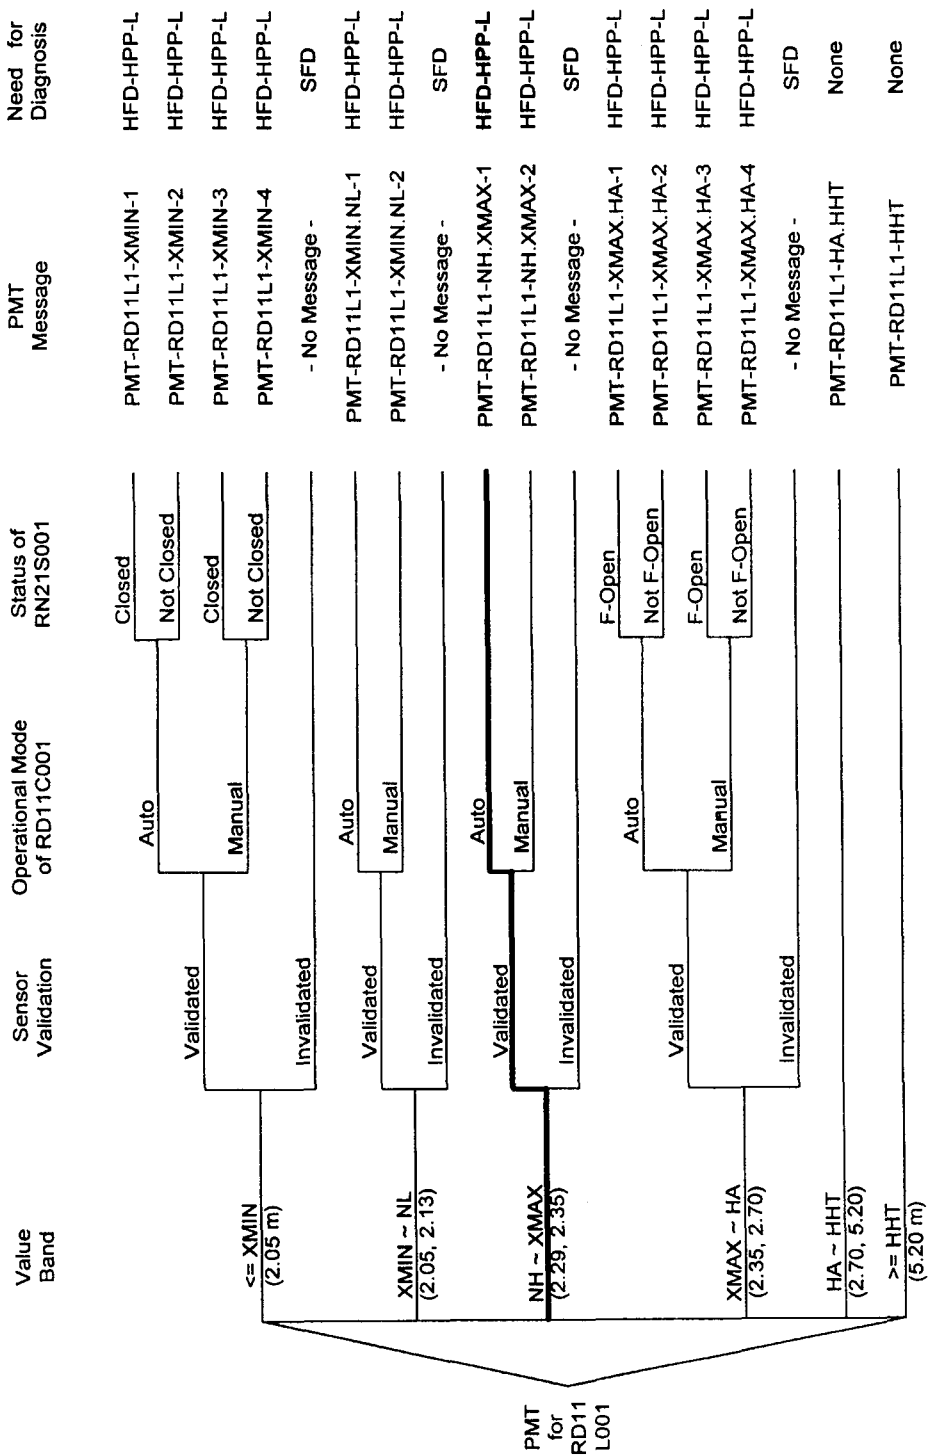 Value
Band
Sensor
Validation
Operational Mode
of RD11C001
Status of
RN21S001
PMT
Message
Need for
Diagnosis
PMT
for
RD11
L001
<= XMIN
(2.05 m)
Validated
Auto
Closed
PMT-RD11L1-XMIN-1
HFD-HPP-L
Not Closed
PMT-RD11L1-XMIN-2
HFD-HPP-L
Manual
Closed
PMT-RD11L1-XMIN-3
HFD-HPP-L
Not Closed
PMT-RD11L1-XMIN-4
HFD-HPP-L
Invalidated
- No Message -
SFD
XMIN ~ NL
(2.05, 2.13)
Validated
Auto
PMT-RD11L1-XMIN.NL-1
HFD-HPP-L
Manual
PMT-RD11L1-XMIN.NL-2
HFD-HPP-L
Invalidated
- No Message -
SFD
NH ~ XMAX
(2.29, 2.35)
Validated
Auto
PMT-RD11L1-NH.XMAX-1
HFD-HPP-L
Manual
PMT-RD11L1-NH.XMAX-2
HFD-HPP-L
Invalidated
- No Message -
SFD
XMAX ~ HA
(2.35, 2.70)
Validated
Auto
F-Open
PMT-RD11L1-XMAX.HA-1
HFD-HPP-L
Not F-Open
PMT-RD11L1-XMAX.HA-2
HFD-HPP-L
Manual
F-Open
PMT-RD11L1-XMAX.HA-3
HFD-HPP-L
Not F-Open
PMT-RD11L1-XMAX.HA-4
HFD-HPP-L
Invalidated
- No Message -
SFD
HA ~ HHT
(2.70, 5.20)
PMT-RD11L1-HA.HHT
None
>= HHT
(5.20 m)
PMT-RD11L1-HHT
None